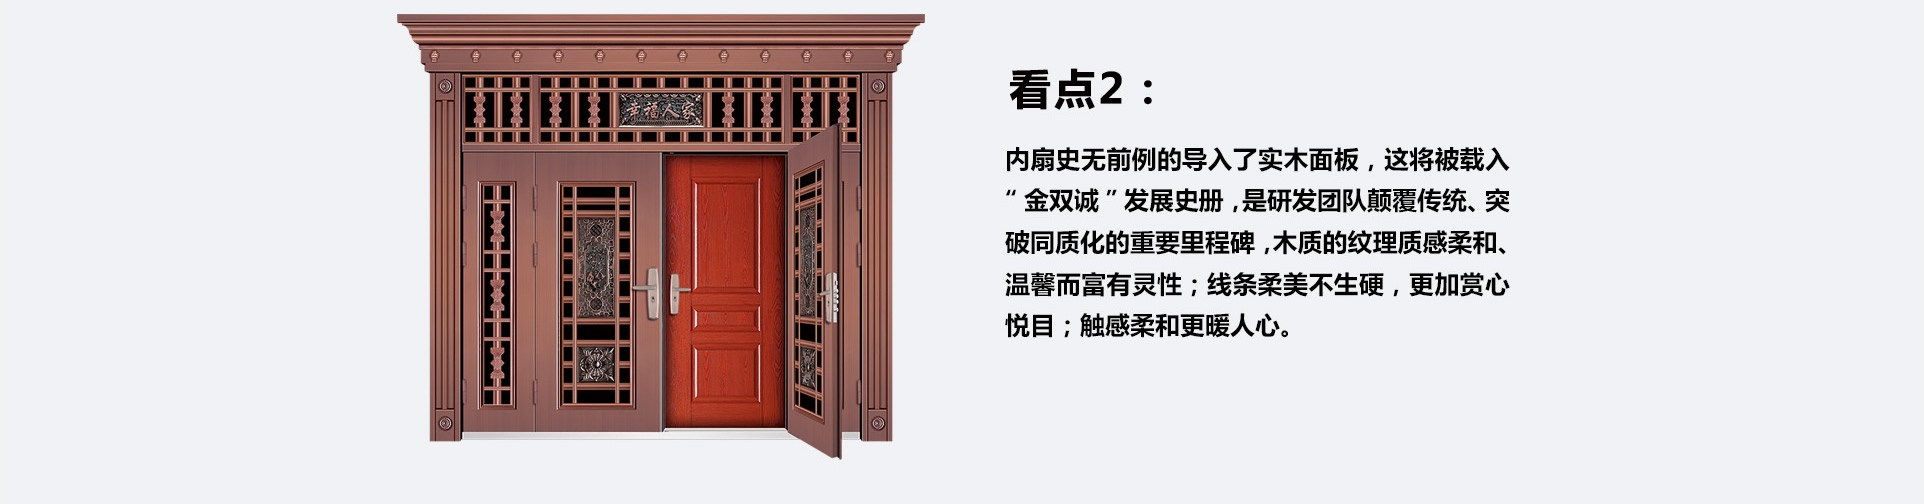 幸福人家
看点2：
内扇史无前例的导入了实木面板，这将被载入
“金双诚”发展史册，是研发团队颠覆传统、突
破同质化的重要里程碑，木质的纹理质感柔和、
温馨而富有灵性；线条柔美不生硬，更加赏心
悦目；触感柔和更暖人心。